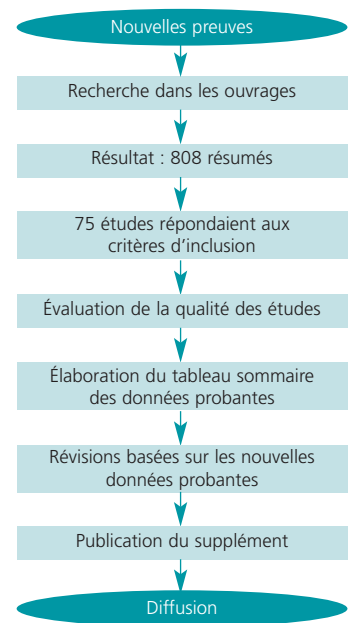 Nouvelles preuves
Recherche dans les ouvrages
Résultat : 808 résumés
75 études répondaient aux
critères d’inclusion
Évaluation de la qualité des études
Élaboration du tableau sommaire
des données probantes
Révisions basées sur les nouvelles
données probantes
Publication du supplément
Diffusion